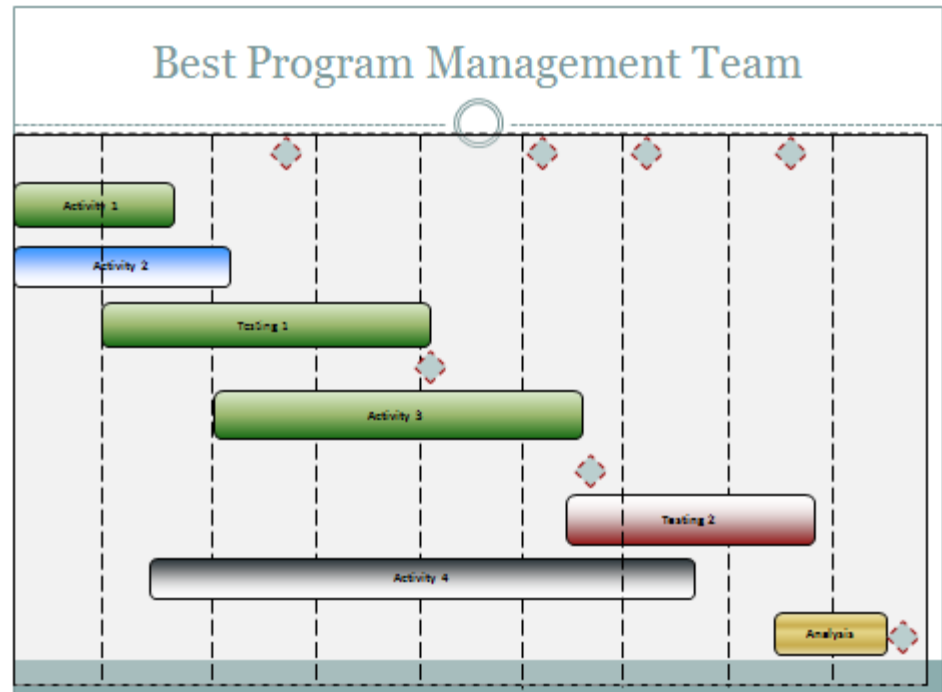 Best Program Management Team
Activity 1
Activity 2
Testing 1
Activity 3
Testing 2
Activity 4
Analysis